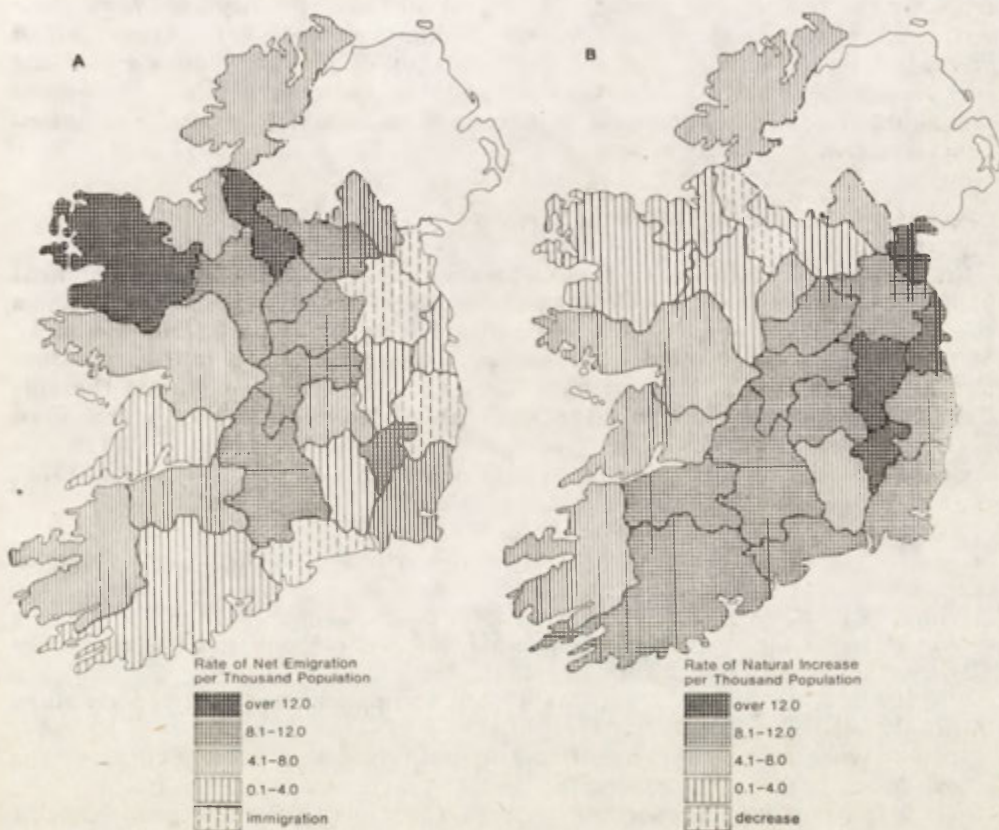 A
B
Rate of Net Emigration
per Thousand Population
over 12.0
8.1–12.0
4.1–8.0
0.1–4.0
immigration
Rate of Natural Increase
per Thousand Population
over 12.0
8.1–12.0
4.1–8.0
0.1–4.0
decrease